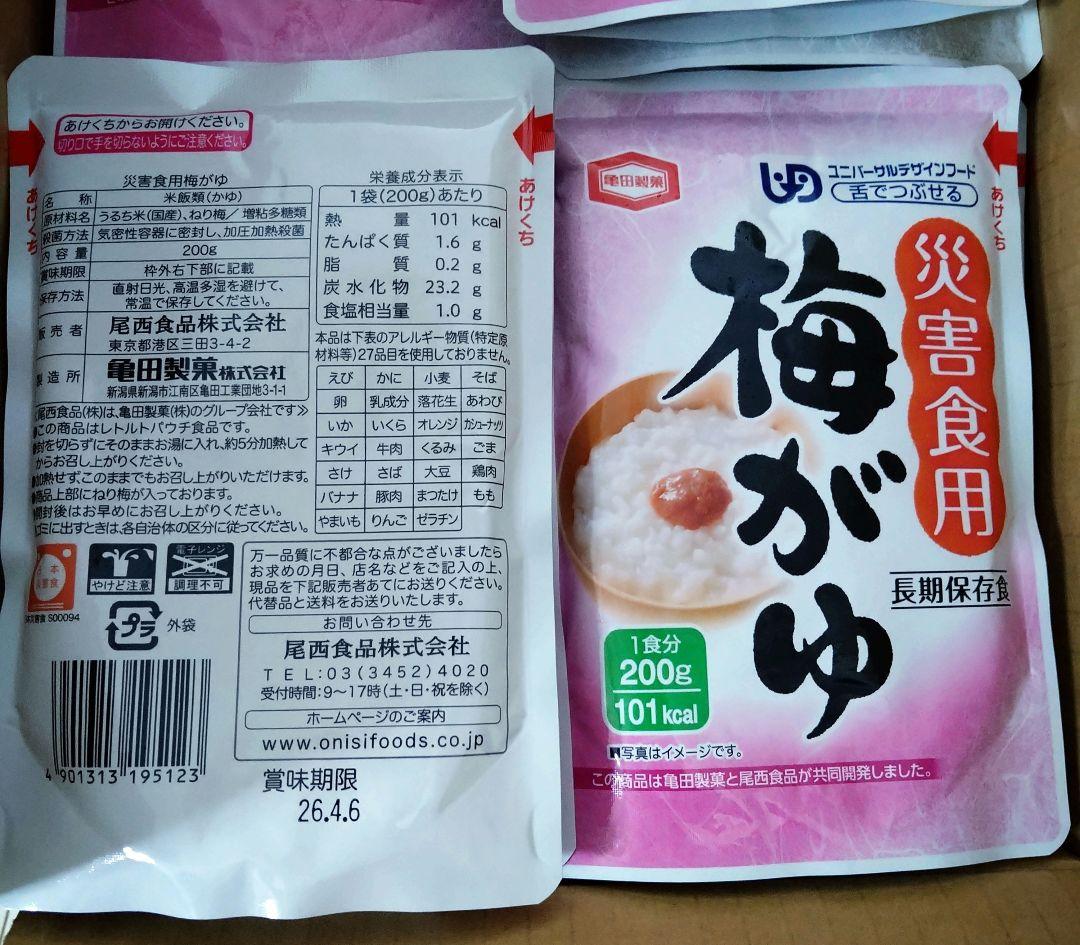 あけくちからお開けください。
切り口で手を切らないようにご注意ください。
あけくち
あけくち
災害食用梅がゆ
名 称 米飯類(かゆ)
原材料名 うるち米(国産)、ねり梅/増粘多糖類
殺菌方法 気密性容器に密封し、加圧加熱殺菌
内容量 200g
賞味期限 枠外右下部に記載
保存方法 直射日光、高温多湿を避けて、
常温で保存してください。
販売者 尾西食品株式会社
東京都港区三田3-4-2
製造所 亀田製菓株式会社
新潟県新潟市江南区亀田工業団地3-1-1
尾西食品(株)は、亀田製菓(株)のグループ会社です≫
●この商品はレトルトパウチ食品です。
●封を切らずにそのままお湯に入れ、約5分加熱して
からお召し上がりください。
●加熱せずこのままでもお召し上がりいただけます。
●商品上部にねり梅が入っております。
●開封後はお早めにお召し上がりください。
ゴミに出すときは、各自治体の区分に従ってください。
栄養成分表示
1袋(200g)あたり
熱 量 101 kcal
たんぱく質 1.6 g
脂 質 0.2 g
炭水化物 23.2 g
食塩相当量 1.0 g
本品は下表のアレルギー物質(特定原
材料等)27品目を使用しておりません。
えび かに 小麦 そば
卵 乳成分 落花生 あわび
いか いくら オレンジ カシューナッツ
キウイ 牛肉 くるみ ごま
さけ さば 大豆 鶏肉
バナナ 豚肉 まつたけ もも
やまいも りんご ゼラチン
日本
災害食
S00094
やけど注意
電子レンジ
調理不可
プラ
外袋
万一品質に不都合な点がございましたら
お求めの月日、店名などをご記入の上、
現品を下記販売者あてにお送りください。
代替品と送料をお送りいたします。
お問い合わせ先
尾西食品株式会社
TEL:03(3452)4020
受付時間:9〜17時(土・日・祝を除く)
ホームページのご案内
www.onisifoods.co.jp
4 901313 195123
賞味期限
26.4.6
亀田製菓
UD
ユニバーサルデザインフード
舌でつぶせる
あけくち
災害食用
梅がゆ
長期保存食
1食分
200g
101kcal
■写真はイメージです。
この商品は亀田製菓と尾西食品が共同開発しました。